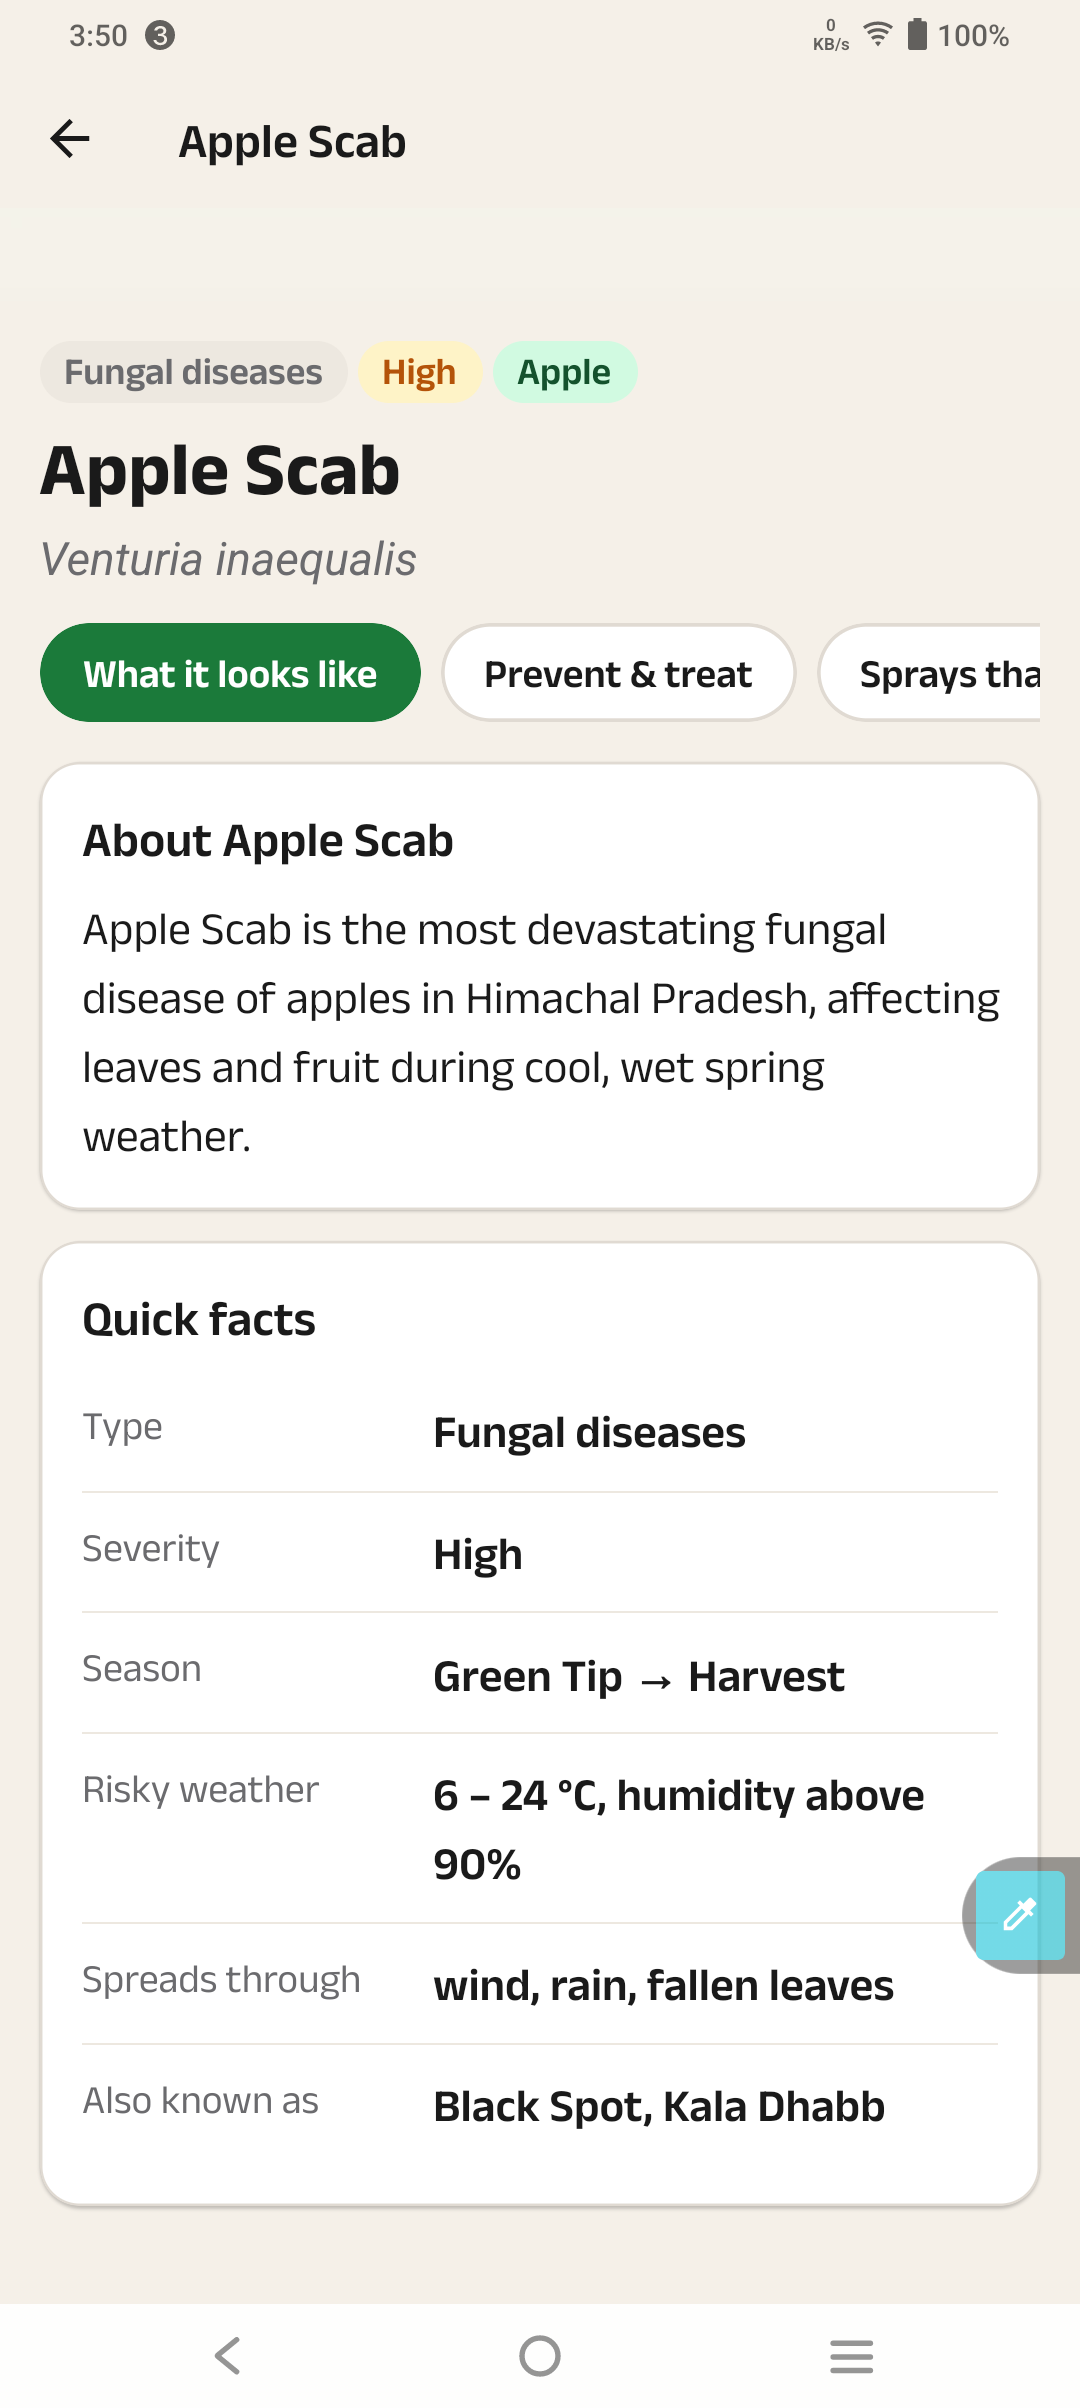 3:50 3 0 KB/s 100%
Apple Scab
Fungal diseases High Apple
Apple Scab
Venturia inaequalis
What it looks like Prevent & treat Sprays tha
About Apple Scab
Apple Scab is the most devastating fungal
disease of apples in Himachal Pradesh, affecting
leaves and fruit during cool, wet spring
weather.
Quick facts
Type Fungal diseases
Severity High
Season Green Tip → Harvest
Risky weather 6 – 24 °C, humidity above
90%
Spreads through wind, rain, fallen leaves
Also known as Black Spot, Kala Dhabb